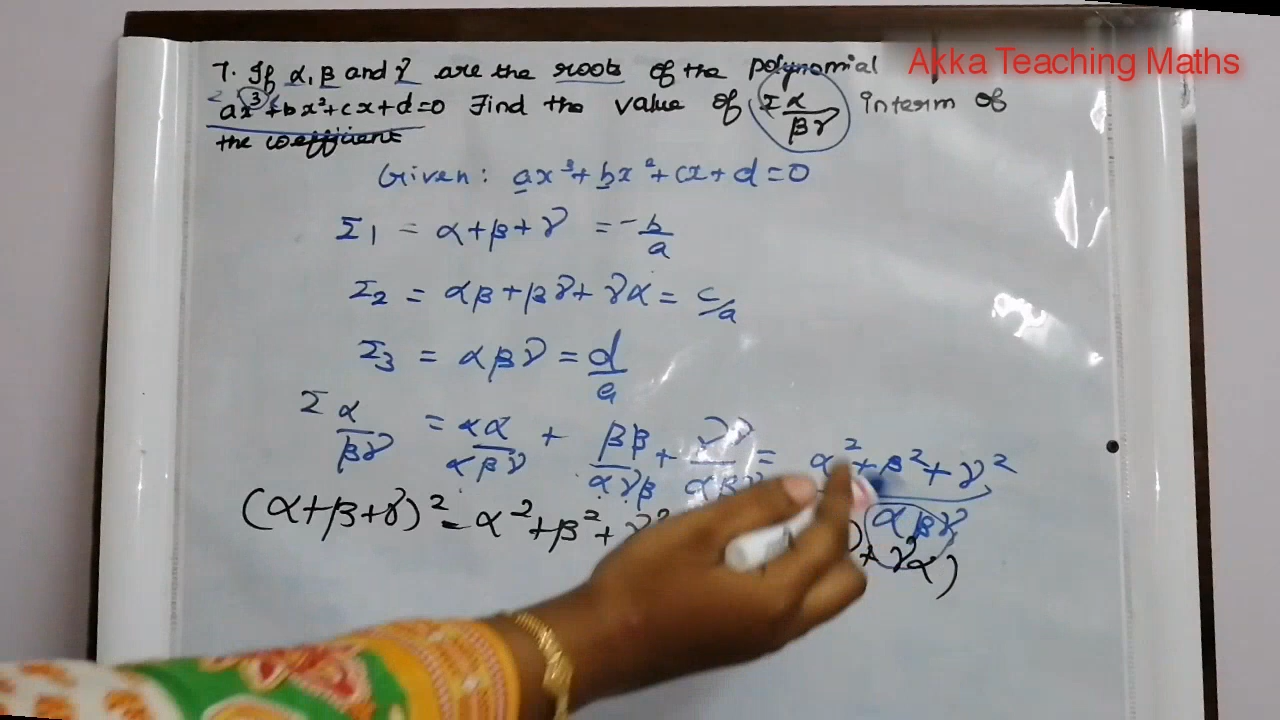 Akka Teaching Maths
7. If α, β and γ are the roots of the polynomial
ax³+bx²+cx+d=0 Find the value of Σ α/βγ interm of
the coefficient
Given: ax³+bx²+cx+d=0
Σ1 = α+β+γ = -b/a
Σ2 = αβ+βγ+γα = c/a
Σ3 = αβγ = d/a
Σ α/βγ = αα/αβγ + ββ/αγβ + γγ/αβγ = α²+β²+γ²/αβγ
(α+β+γ)² = α²+β²+γ²
+γα)